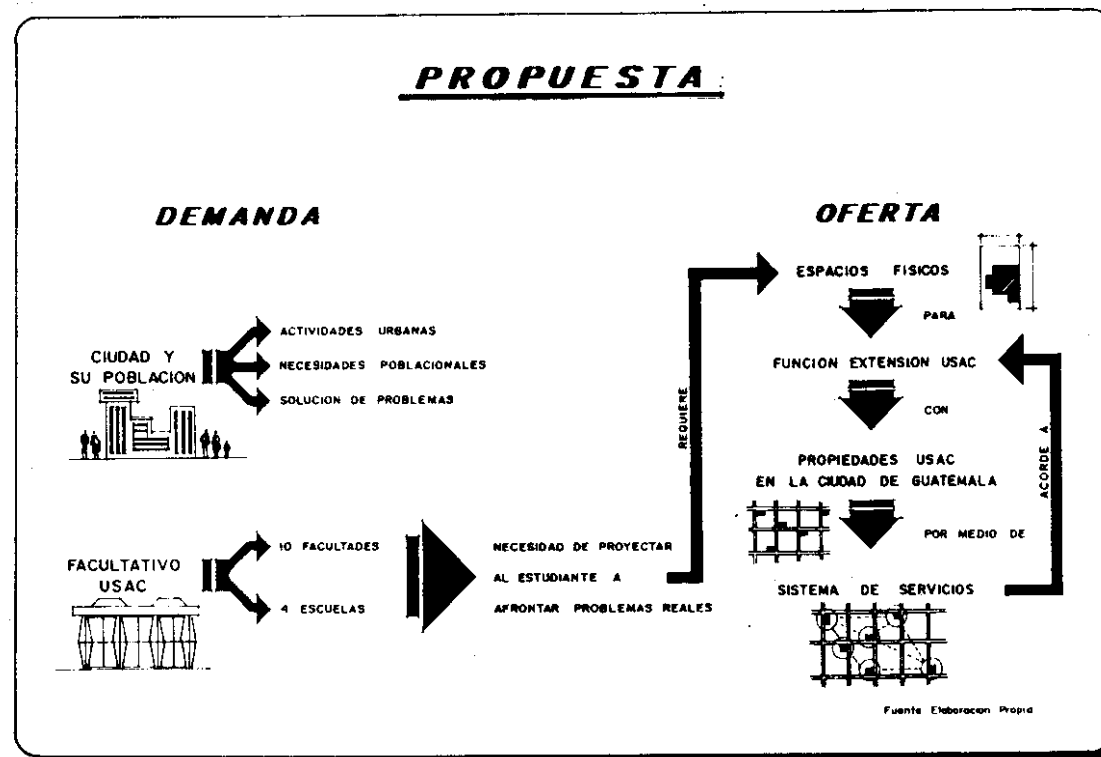 PROPUESTA
DEMANDA
CIUDAD Y
SU POBLACION
ACTIVIDADES URBANAS
NECESIDADES POBLACIONALES
SOLUCION DE PROBLEMAS
FACULTATIVO
USAC
10 FACULTADES
4 ESCUELAS
NECESIDAD DE PROYECTAR
AL ESTUDIANTE A
AFRONTAR PROBLEMAS REALES
REQUIERE
OFERTA
ESPACIOS FISICOS
PARA
FUNCION EXTENSION USAC
CON
PROPIEDADES USAC
EN LA CIUDAD DE GUATEMALA
POR MEDIO DE
SISTEMA DE SERVICIOS
ACORDE A
Fuente Elaboracion Propia